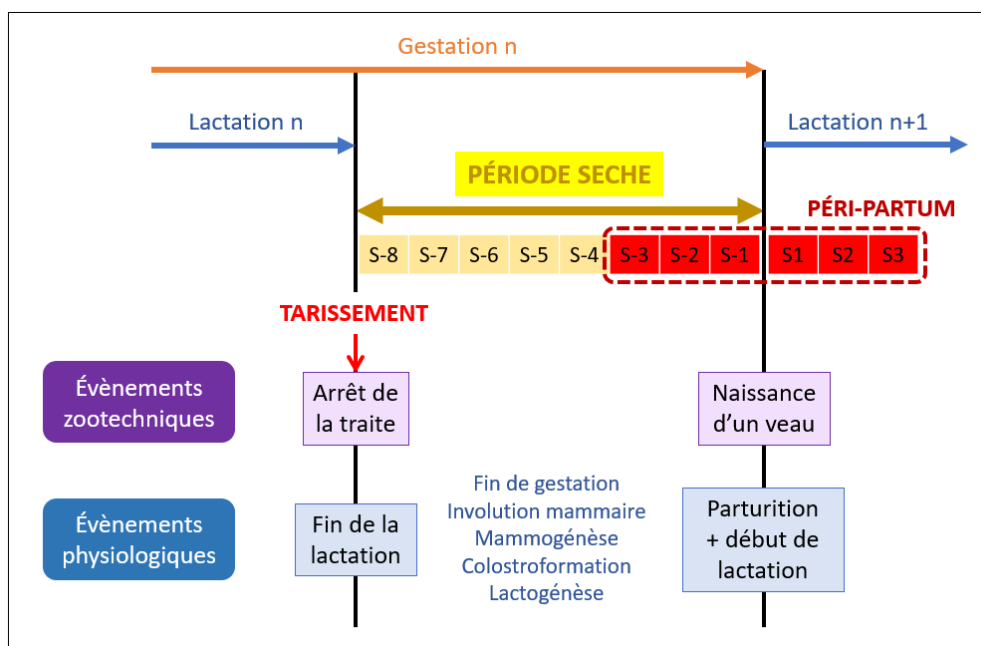 Gestation n
Lactation n
Lactation n+1
PÉRIODE SECHE
PÉRI-PARTUM
S-8 S-7 S-6 S-5 S-4 S-3 S-2 S-1 S1 S2 S3
TARISSEMENT
Évènements
zootechniques
Arrêt de
la traite
Naissance
d'un veau
Évènements
physiologiques
Fin de la
lactation
Fin de gestation
Involution mammaire
Mammogénèse
Colostroformation
Lactogénèse
Parturition
+ début de
lactation